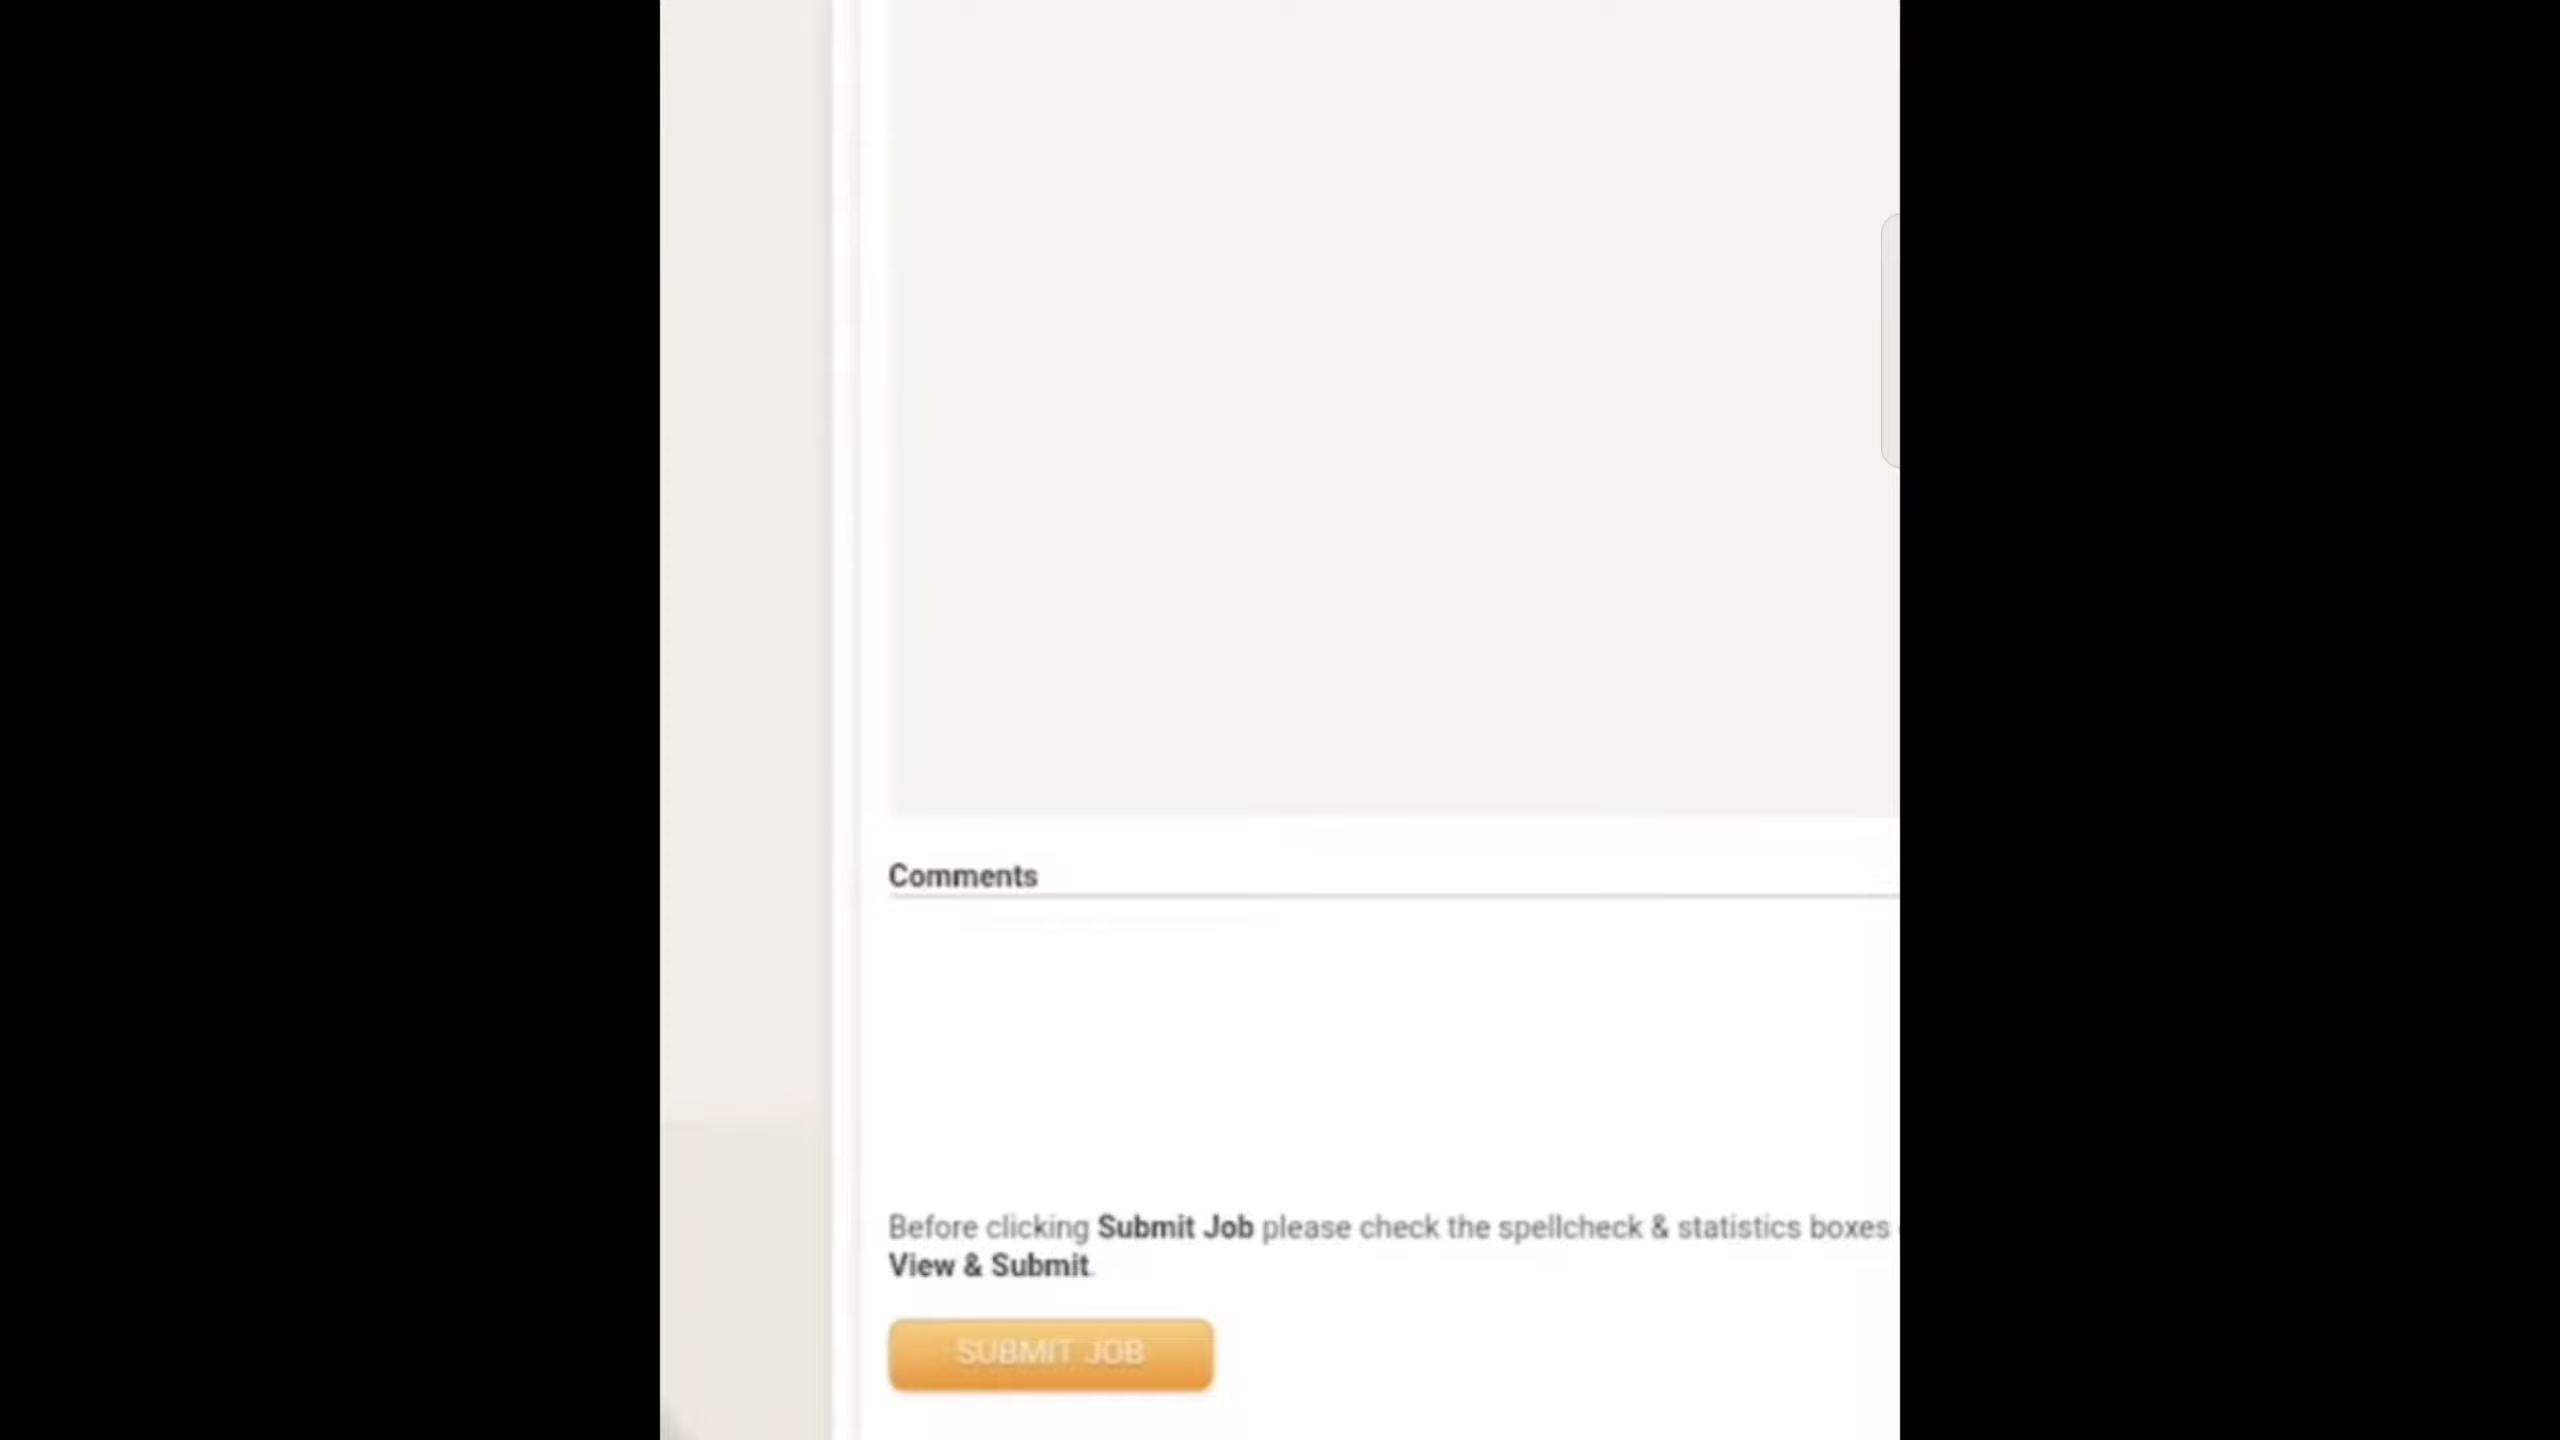 Comments
Before clicking Submit Job please check the spellcheck & statistics boxes
View & Submit.
SUBMIT JOB